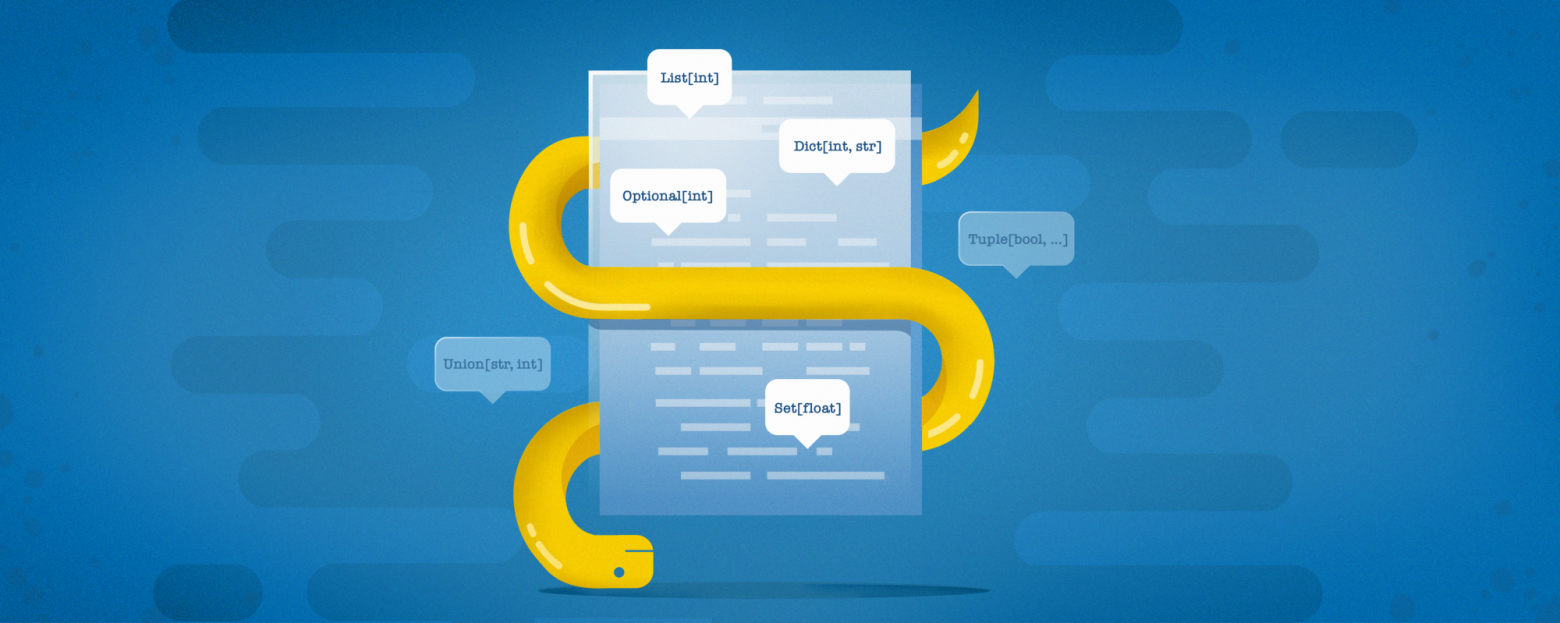 List[int]
Dict[int, str]
Optional[int]
Tuple[bool, ...]
Union[str, int]
Set[float]